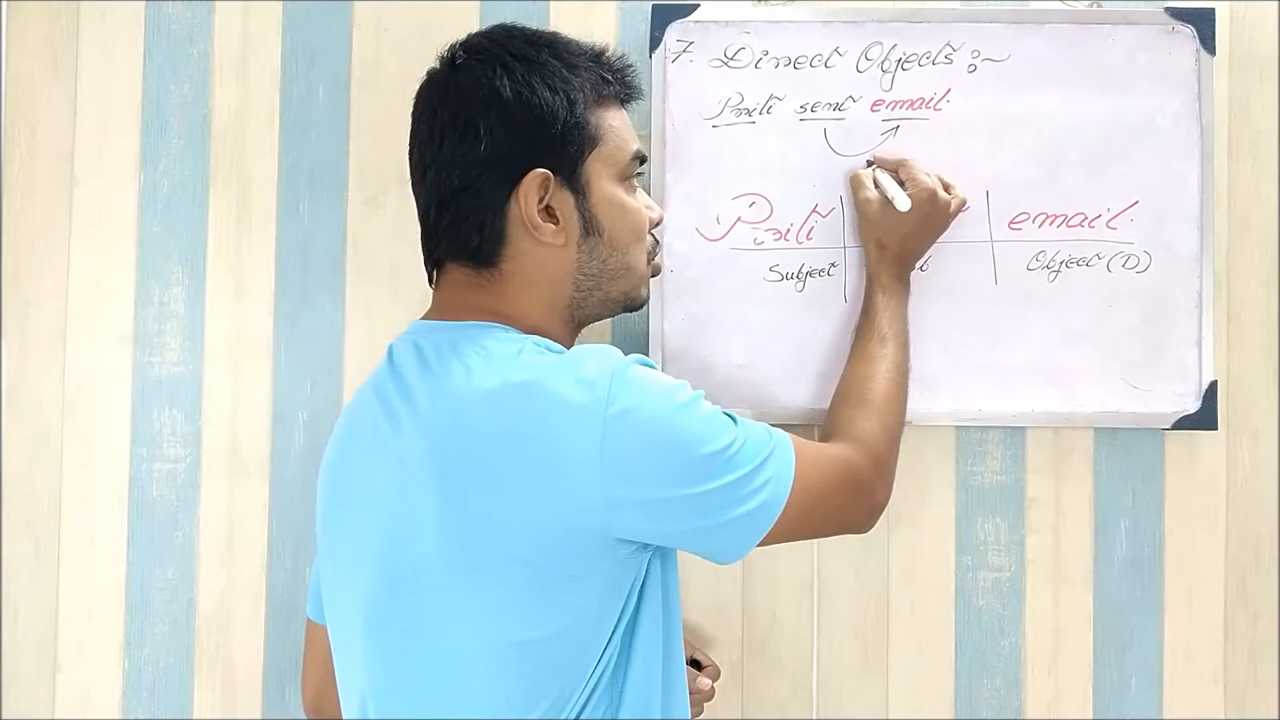 7. Direct Objects :~
Priti sent email.
Priti email.
Subject Object (D)